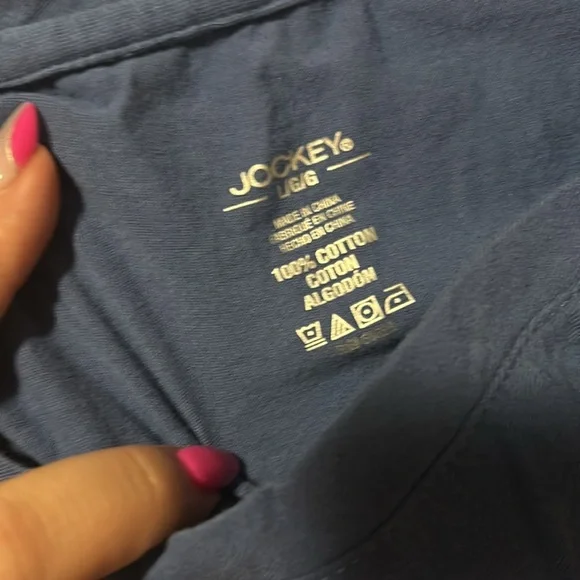 JOCKEY®
L/G/G
MADE IN CHINA
FABRIQUÉ EN CHINE
HECHO EN CHINA
100% COTTON
COTON
ALGODÓN